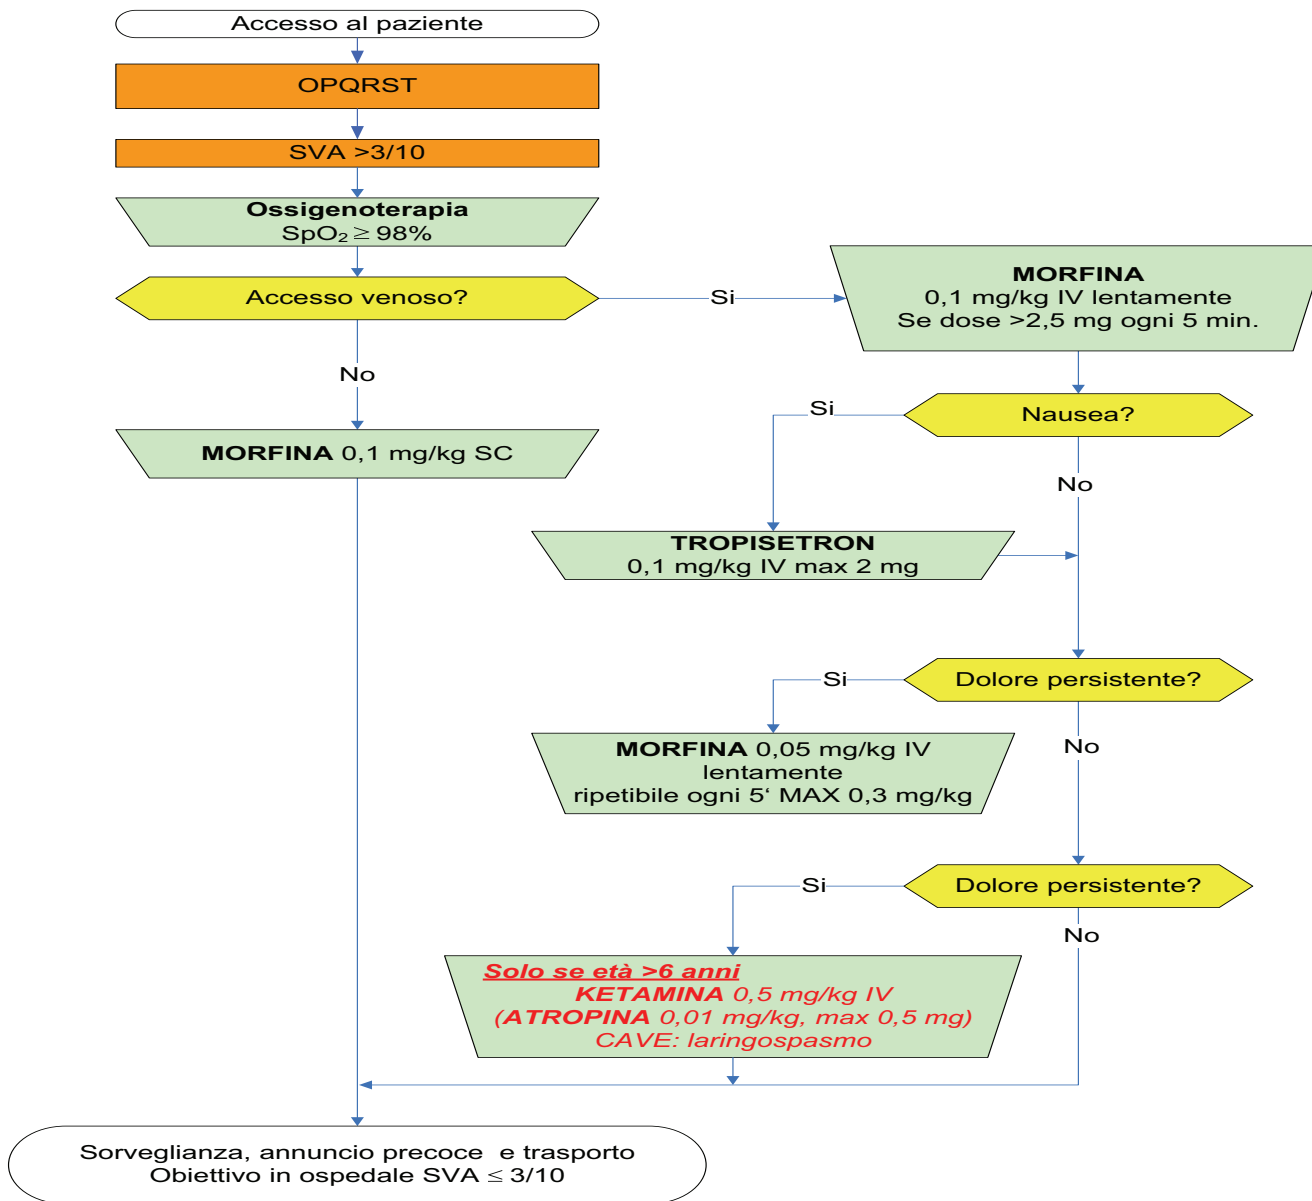 Accesso al paziente
OPQRST
SVA >3/10
Ossigenoterapia
SpO₂ ≥ 98%
Accesso venoso?
Si
MORFINA
0,1 mg/kg IV lentamente
Se dose >2,5 mg ogni 5 min.
No
MORFINA 0,1 mg/kg SC
Nausea?
Si
No
TROPISETRON
0,1 mg/kg IV max 2 mg
Dolore persistente?
Si
No
MORFINA 0,05 mg/kg IV
lentamente
ripetibile ogni 5‘ MAX 0,3 mg/kg
Dolore persistente?
Si
No
Solo se età >6 anni
KETAMINA 0,5 mg/kg IV
(ATROPINA 0,01 mg/kg, max 0,5 mg)
CAVE: laringospasmo
Sorveglianza, annuncio precoce e trasporto
Obiettivo in ospedale SVA ≤ 3/10